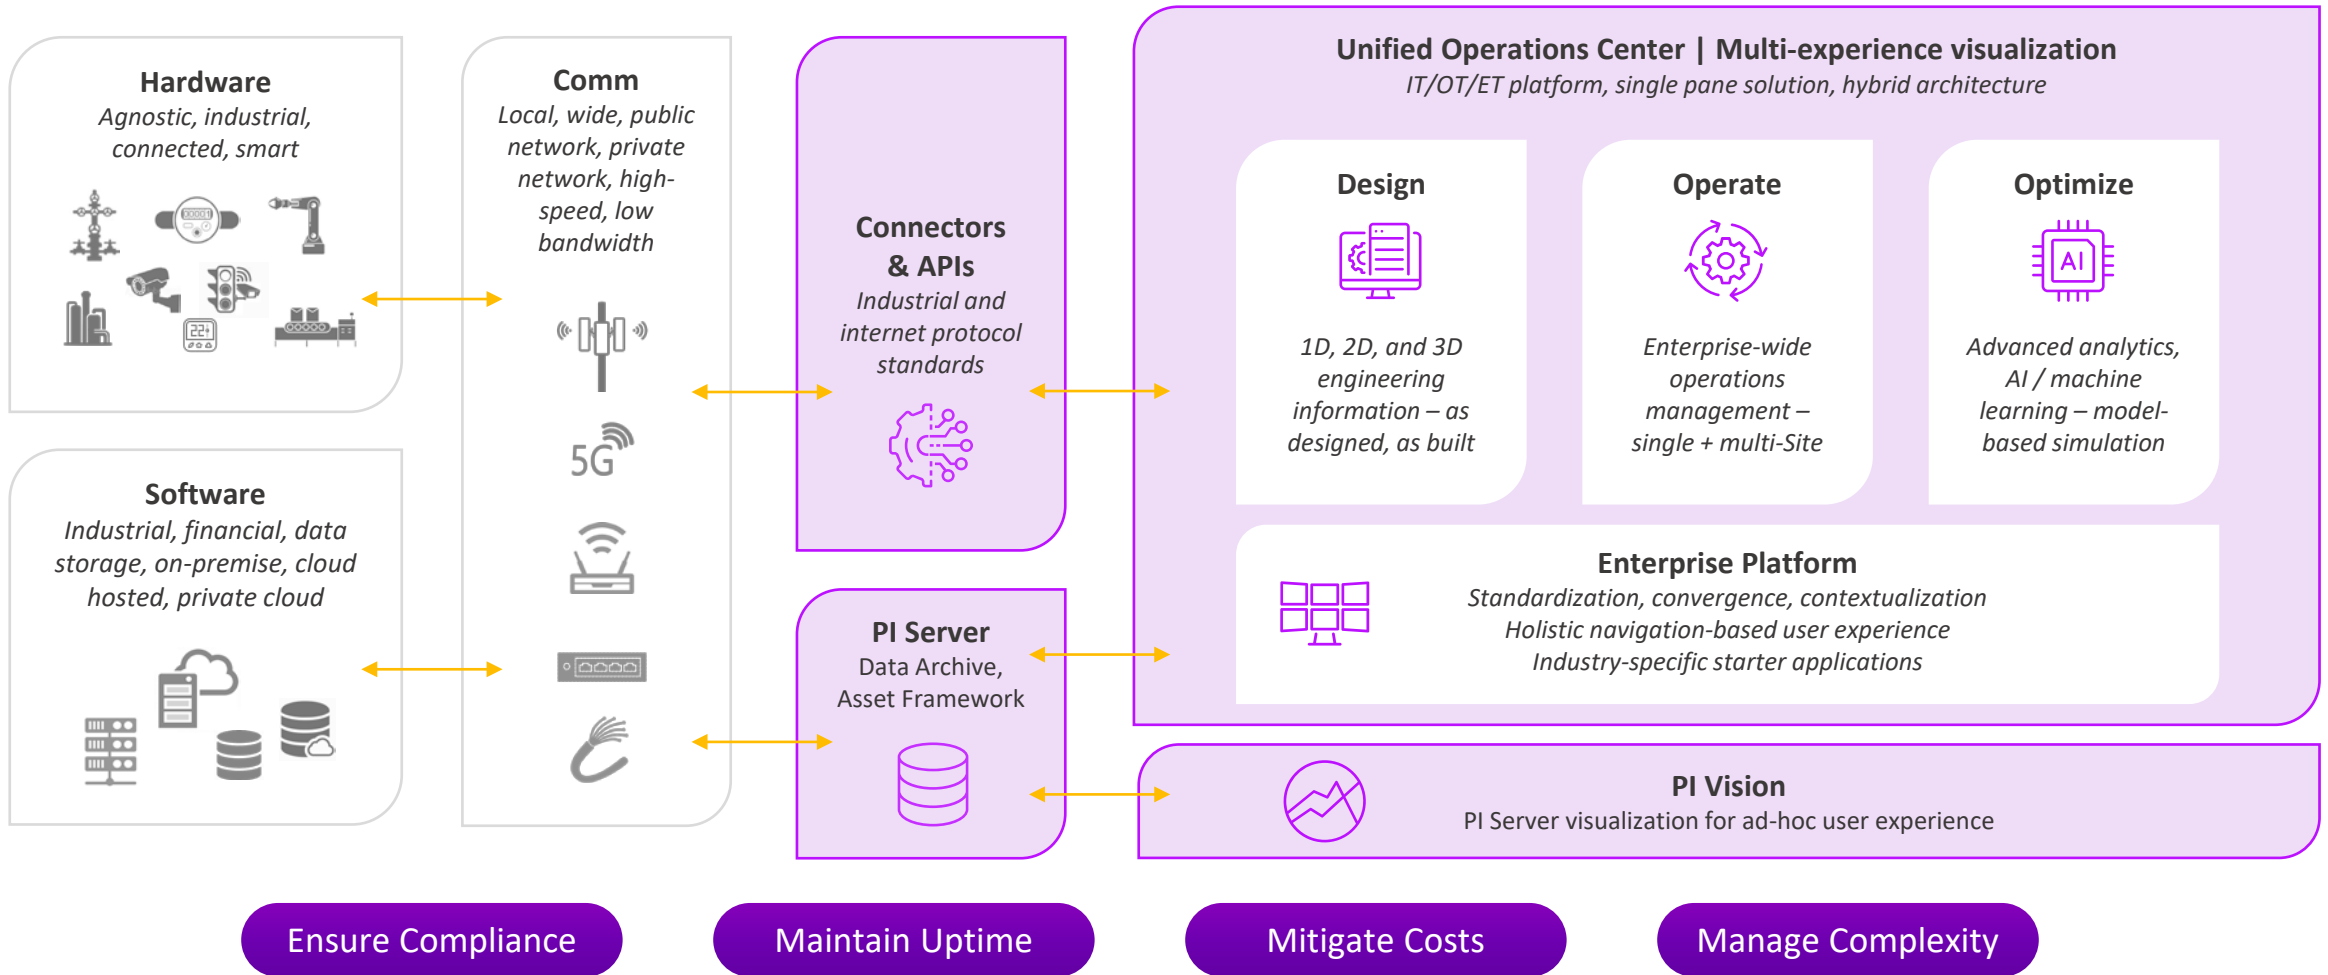 Hardware
Agnostic, industrial,
connected, smart
00001
22
Software
Industrial, financial, data
storage, on-premise, cloud
hosted, private cloud
Comm
Local, wide, public
network, private
network, high-
speed, low
bandwidth
5G
Connectors
& APIs
Industrial and
internet protocol
standards
PI Server
Data Archive,
Asset Framework
Unified Operations Center | Multi-experience visualization
IT/OT/ET platform, single pane solution, hybrid architecture
Design
1D, 2D, and 3D
engineering
information – as
designed, as built
Operate
Enterprise-wide
operations
management –
single + multi-Site
Optimize
AI
Advanced analytics,
AI / machine
learning – model-
based simulation
Enterprise Platform
Standardization, convergence, contextualization
Holistic navigation-based user experience
Industry-specific starter applications
PI Vision
PI Server visualization for ad-hoc user experience
Ensure Compliance
Maintain Uptime
Mitigate Costs
Manage Complexity